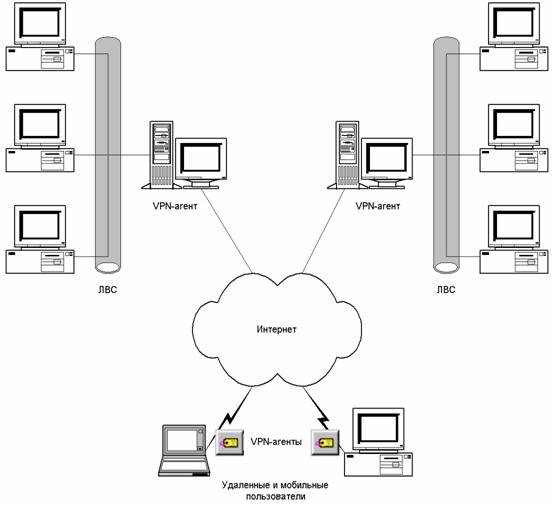 VPN-агент
VPN-агент
ЛВС
ЛВС
Интернет
VPN-агенты
Удаленные и мобильные
пользователи